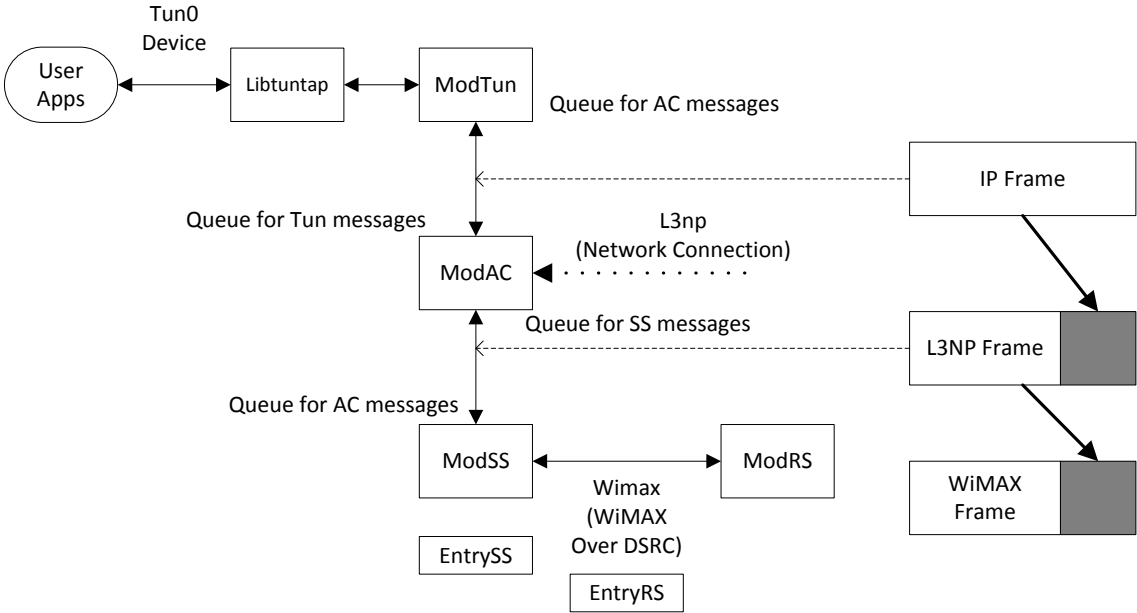 Tun0
Device
User
Apps
Libtuntap
ModTun
Queue for AC messages
IP Frame
Queue for Tun messages
L3np
(Network Connection)
ModAC
Queue for SS messages
L3NP Frame
Queue for AC messages
ModSS
ModRS
Wimax
(WiMAX
Over DSRC)
WiMAX
Frame
EntrySS
EntryRS